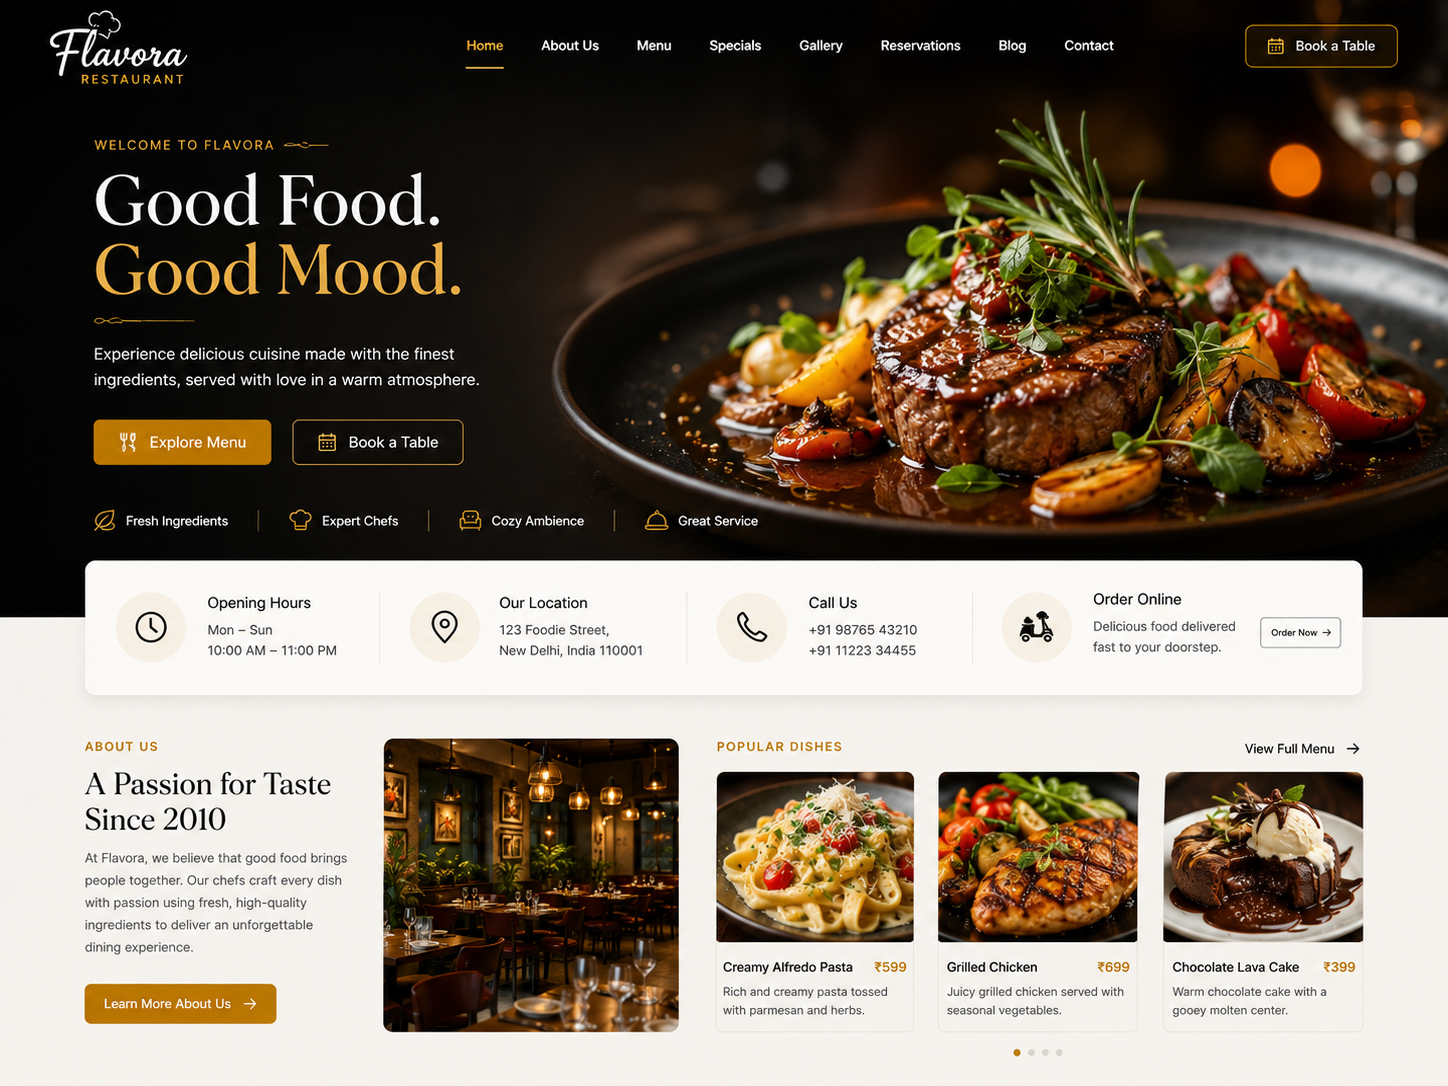 Flavora
RESTAURANT
Home
About Us
Menu
Specials
Gallery
Reservations
Blog
Contact
Book a Table
WELCOME TO FLAVORA
Good Food.
Good Mood.
Experience delicious cuisine made with the finest
ingredients, served with love in a warm atmosphere.
Explore Menu
Book a Table
Fresh Ingredients
Expert Chefs
Cozy Ambience
Great Service
Opening Hours
Mon – Sun
10:00 AM – 11:00 PM
Our Location
123 Foodie Street,
New Delhi, India 110001
Call Us
+91 98765 43210
+91 11223 34455
Order Online
Delicious food delivered
fast to your doorstep.
Order Now →
ABOUT US
A Passion for Taste
Since 2010
At Flavora, we believe that good food brings
people together. Our chefs craft every dish
with passion using fresh, high-quality
ingredients to deliver an unforgettable
dining experience.
Learn More About Us →
POPULAR DISHES
View Full Menu →
Creamy Alfredo Pasta ₹599
Rich and creamy pasta tossed
with parmesan and herbs.
Grilled Chicken ₹699
Juicy grilled chicken served with
seasonal vegetables.
Chocolate Lava Cake ₹399
Warm chocolate cake with a
gooey molten center.